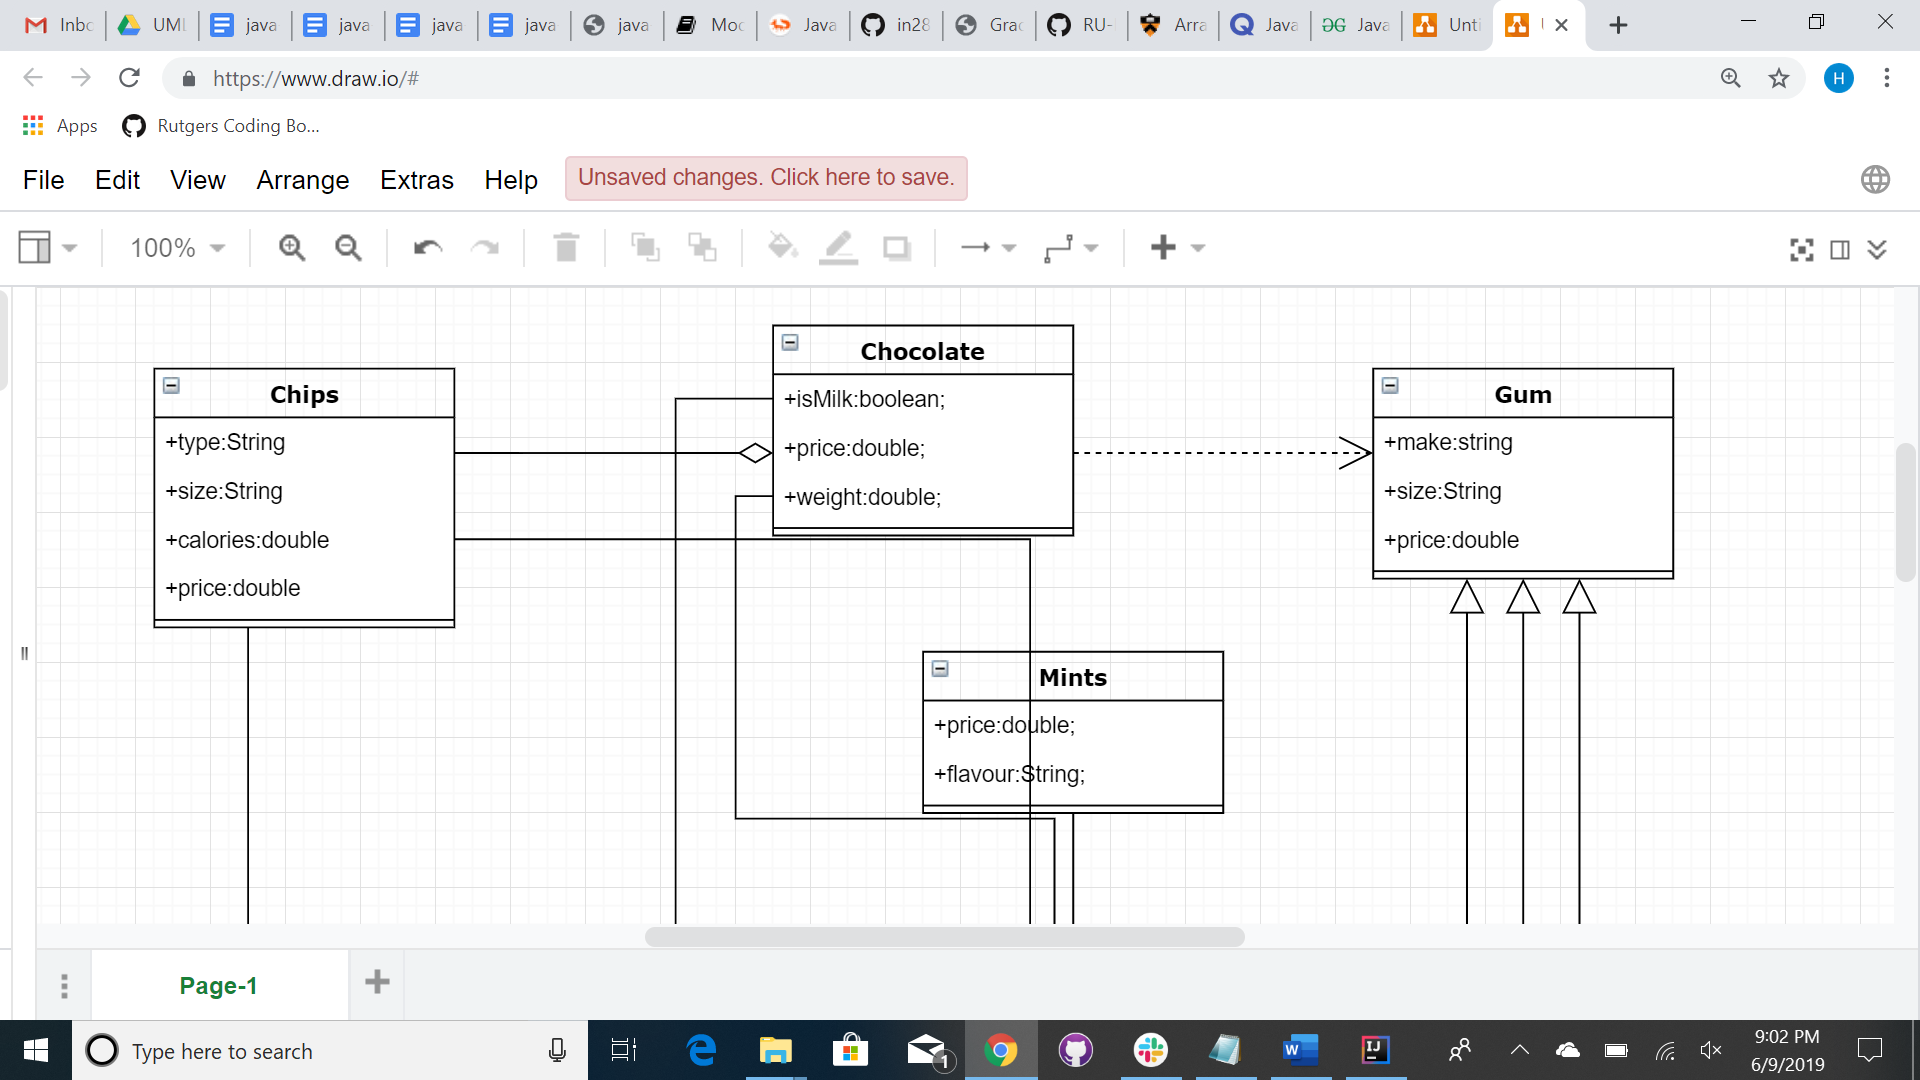 Inbc
UML
java
java
java
java
java
Moc
Java
in28
Grac
RU-
Arra
Java
Java
Unti
https://www.draw.io/#
H
Apps
Rutgers Coding Bo...
File Edit View Arrange Extras Help Unsaved changes. Click here to save.
100%
Chocolate
+isMilk:boolean;
+price:double;
+weight:double;
Chips
+type:String
+size:String
+calories:double
+price:double
Gum
+make:string
+size:String
+price:double
Mints
+price:double;
+flavour:String;
Page-1
Type here to search
1
W
IJ
9:02 PM
6/9/2019